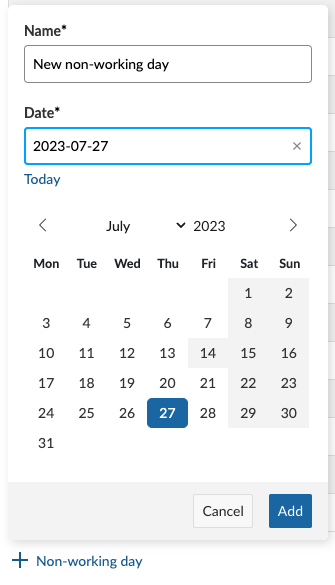 Name*
New non-working day
Date*
2023-07-27 ×
Today
July 2023
Mon Tue Wed Thu Fri Sat Sun
1 2
3 4 5 6 7 8 9
10 11 12 13 14 15 16
17 18 19 20 21 22 23
24 25 26 27 28 29 30
31
Cancel Add
+ Non-working day